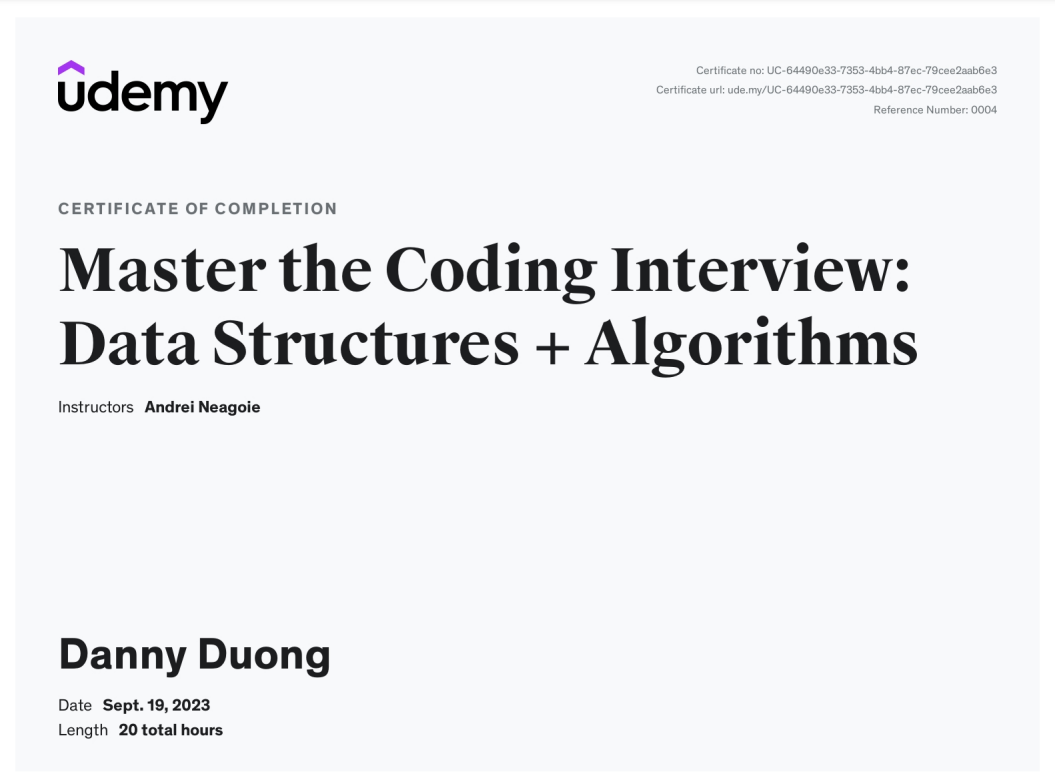 udemy
Certificate no: UC-64490e33-7353-4bb4-87ec-79cee2aab6e3
Certificate url: ude.my/UC-64490e33-7353-4bb4-87ec-79cee2aab6e3
Reference Number: 0004
CERTIFICATE OF COMPLETION
Master the Coding Interview:
Data Structures + Algorithms
Instructors Andrei Neagoie
Danny Duong
Date Sept. 19, 2023
Length 20 total hours